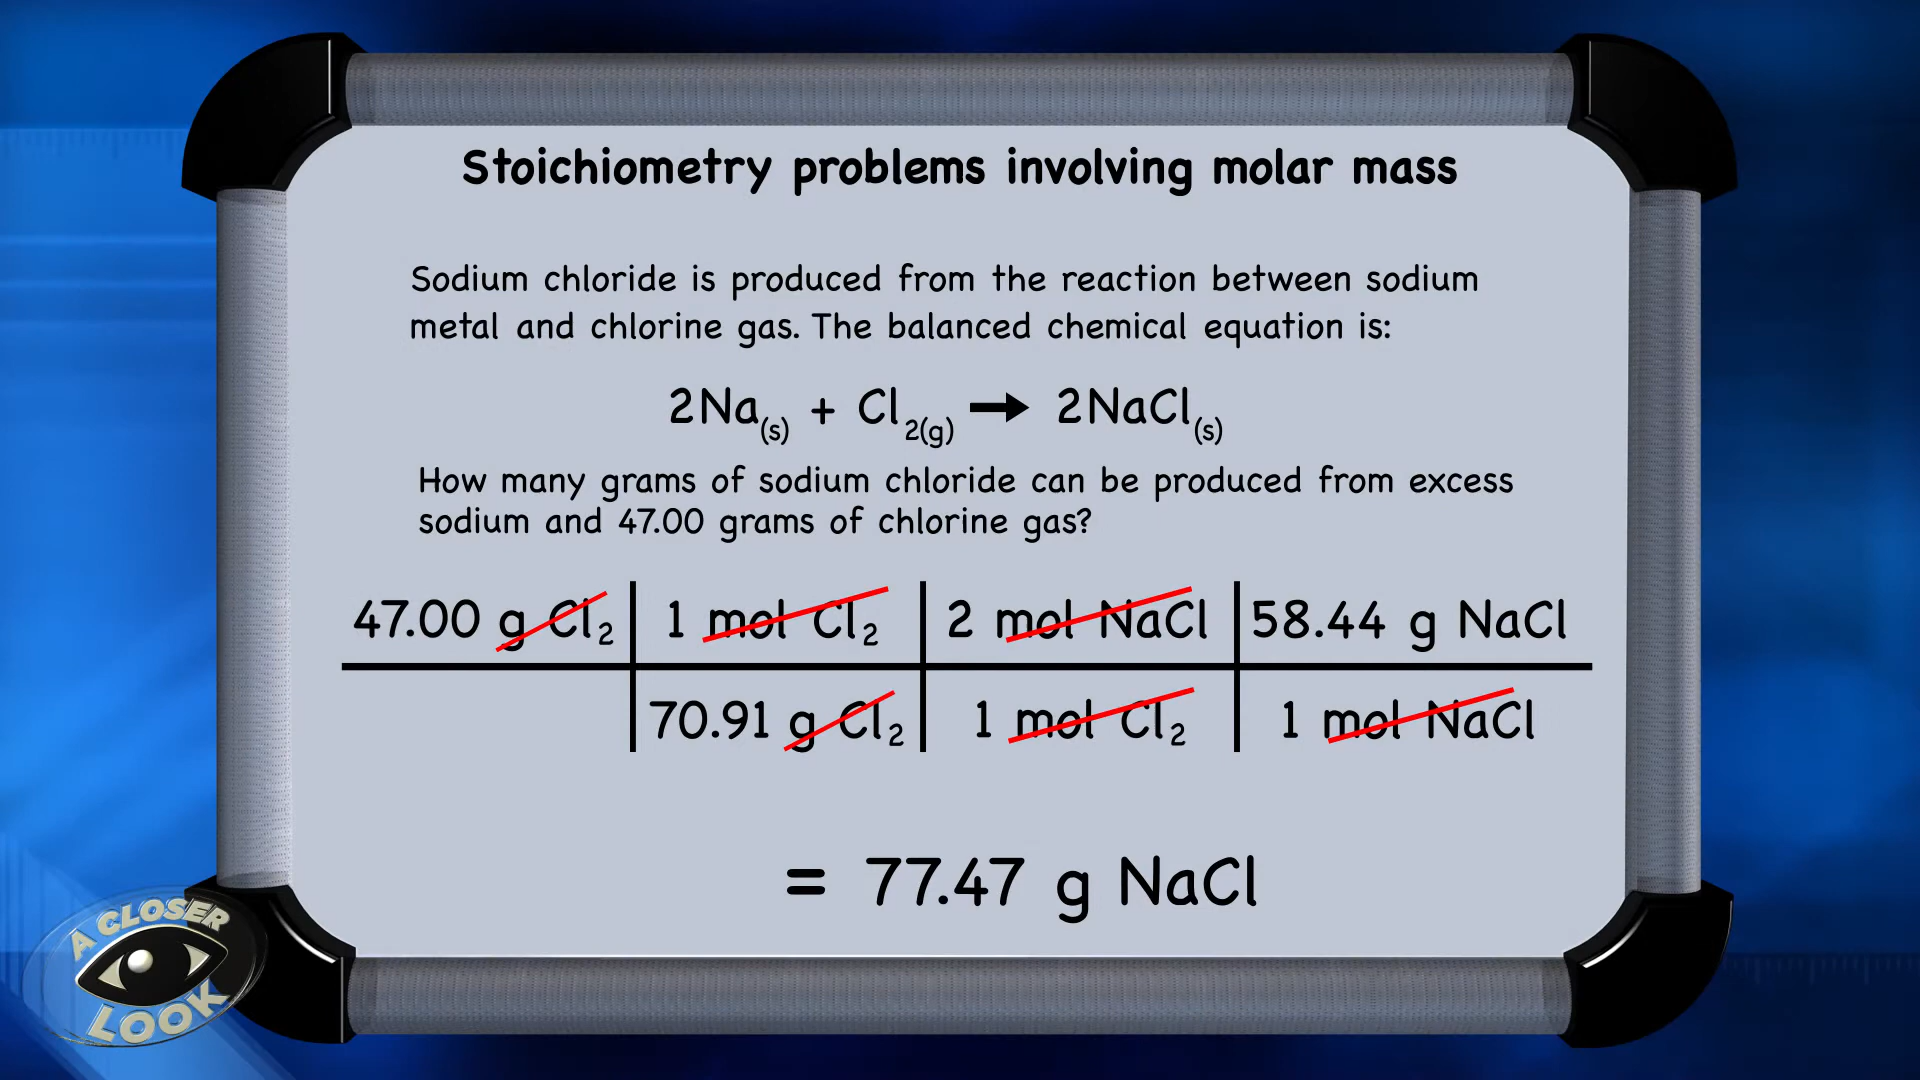 Stoichiometry problems involving molar mass
Sodium chloride is produced from the reaction between sodium
metal and chlorine gas. The balanced chemical equation is:
2Na(s) + Cl2(g) → 2NaCl(s)
How many grams of sodium chloride can be produced from excess
sodium and 47.00 grams of chlorine gas?
47.00 g Cl2 | 1 mol Cl2 | 2 mol NaCl | 58.44 g NaCl
70.91 g Cl2 | 1 mol Cl2 | 1 mol NaCl
= 77.47 g NaCl
A CLOSER
LOOK